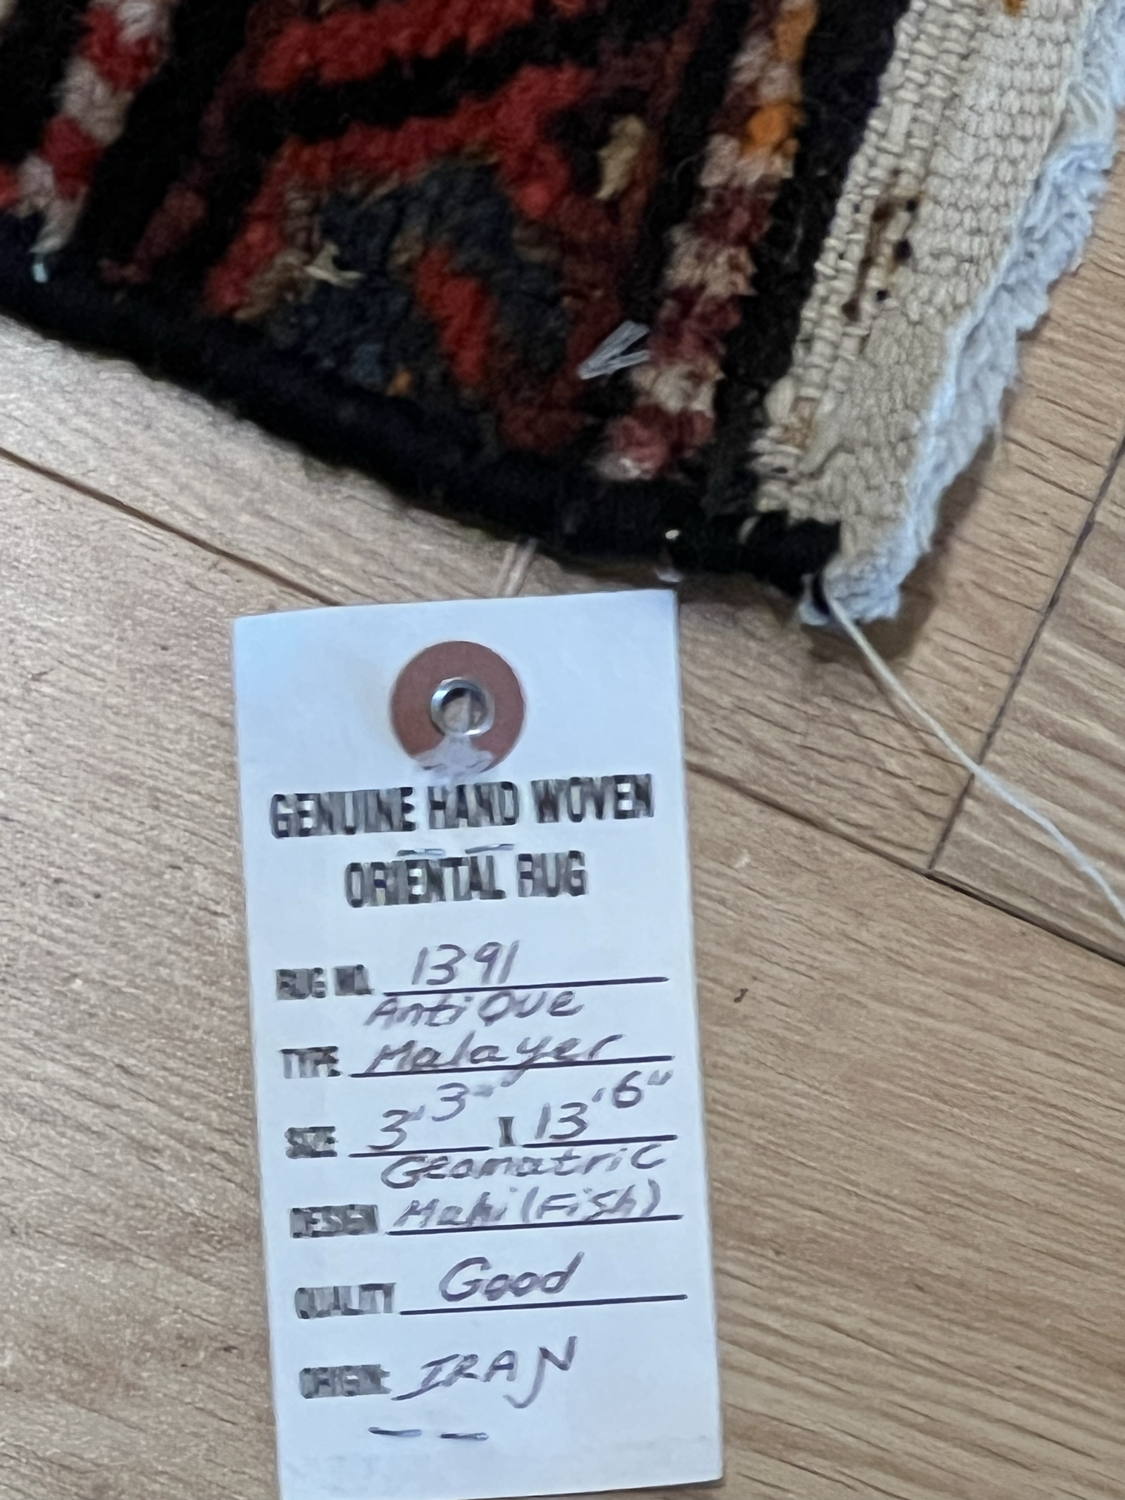 GENUINE HAND WOVEN
ORIENTAL RUG
RUG NO. 1391
Antique
TYPE Malayer
SIZE 3' 3" X 13' 6"
Geomatric
DESIGN Mahi (Fish)
QUALITY Good
ORIGIN: IRAN